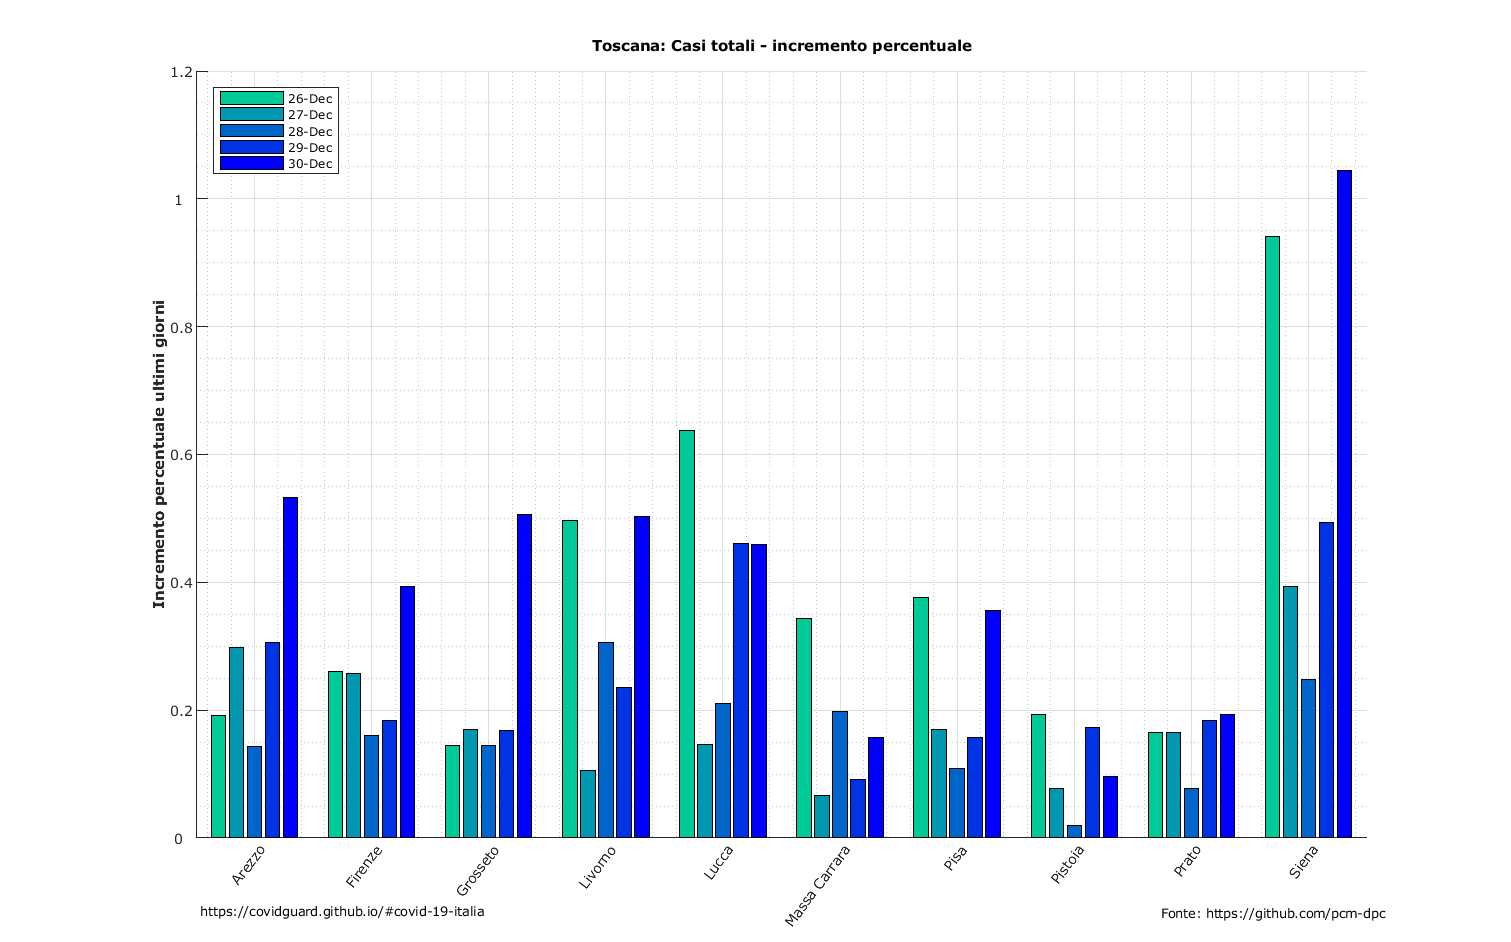 Toscana: Casi totali - incremento percentuale
Incremento percentuale ultimi giorni
1.2
1
0.8
0.6
0.4
0.2
0
26-Dec
27-Dec
28-Dec
29-Dec
30-Dec
Arezzo
Firenze
Grosseto
Livorno
Lucca
Massa Carrara
Pisa
Pistoia
Prato
Siena
https://covidguard.github.io/#covid-19-italia
Fonte: https://github.com/pcm-dpc